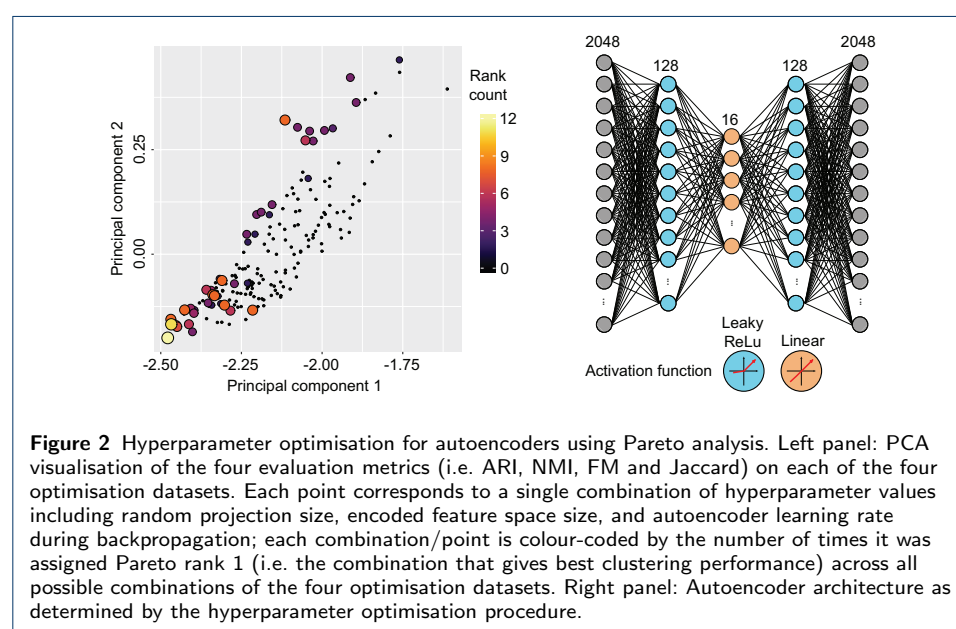 Principal component 2
0.25
0.00
-2.50
-2.25
-2.00
-1.75
Principal component 1
Rank
count
12
9
6
3
0
2048
128
16
128
2048
Leaky
ReLu
Linear
Activation function
Figure 2 Hyperparameter optimisation for autoencoders using Pareto analysis. Left panel: PCA
visualisation of the four evaluation metrics (i.e. ARI, NMI, FM and Jaccard) on each of the four
optimisation datasets. Each point corresponds to a single combination of hyperparameter values
including random projection size, encoded feature space size, and autoencoder learning rate
during backpropagation; each combination/point is colour-coded by the number of times it was
assigned Pareto rank 1 (i.e. the combination that gives best clustering performance) across all
possible combinations of the four optimisation datasets. Right panel: Autoencoder architecture as
determined by the hyperparameter optimisation procedure.